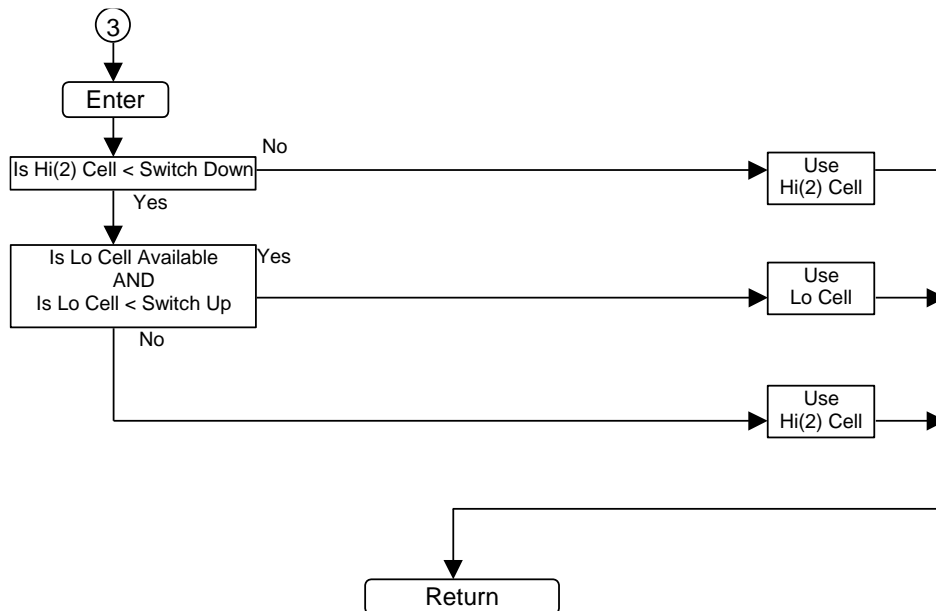 3
Enter
No
Is Hi(2) Cell < Switch Down
Use
Hi(2) Cell
Yes
Is Lo Cell Available
AND
Is Lo Cell < Switch Up
Yes
Use
Lo Cell
No
Use
Hi(2) Cell
Return